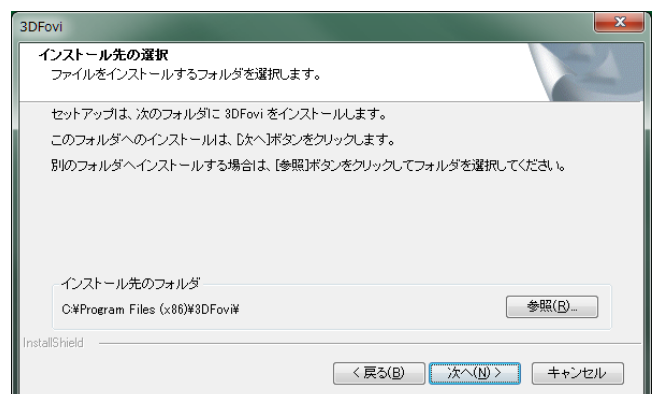 3DFovi
インストール先の選択
ファイルをインストールするフォルダを選択します。
セットアップは、次のフォルダに 3DFovi をインストールします。
このフォルダへのインストールは、[次へ]ボタンをクリックします。
別のフォルダへインストールする場合は、[参照]ボタンをクリックしてフォルダを選択してください。
インストール先のフォルダ
C:¥Program Files (x86)¥3DFovi¥
参照(R)...
InstallShield
< 戻る(B)
次へ(N) >
キャンセル